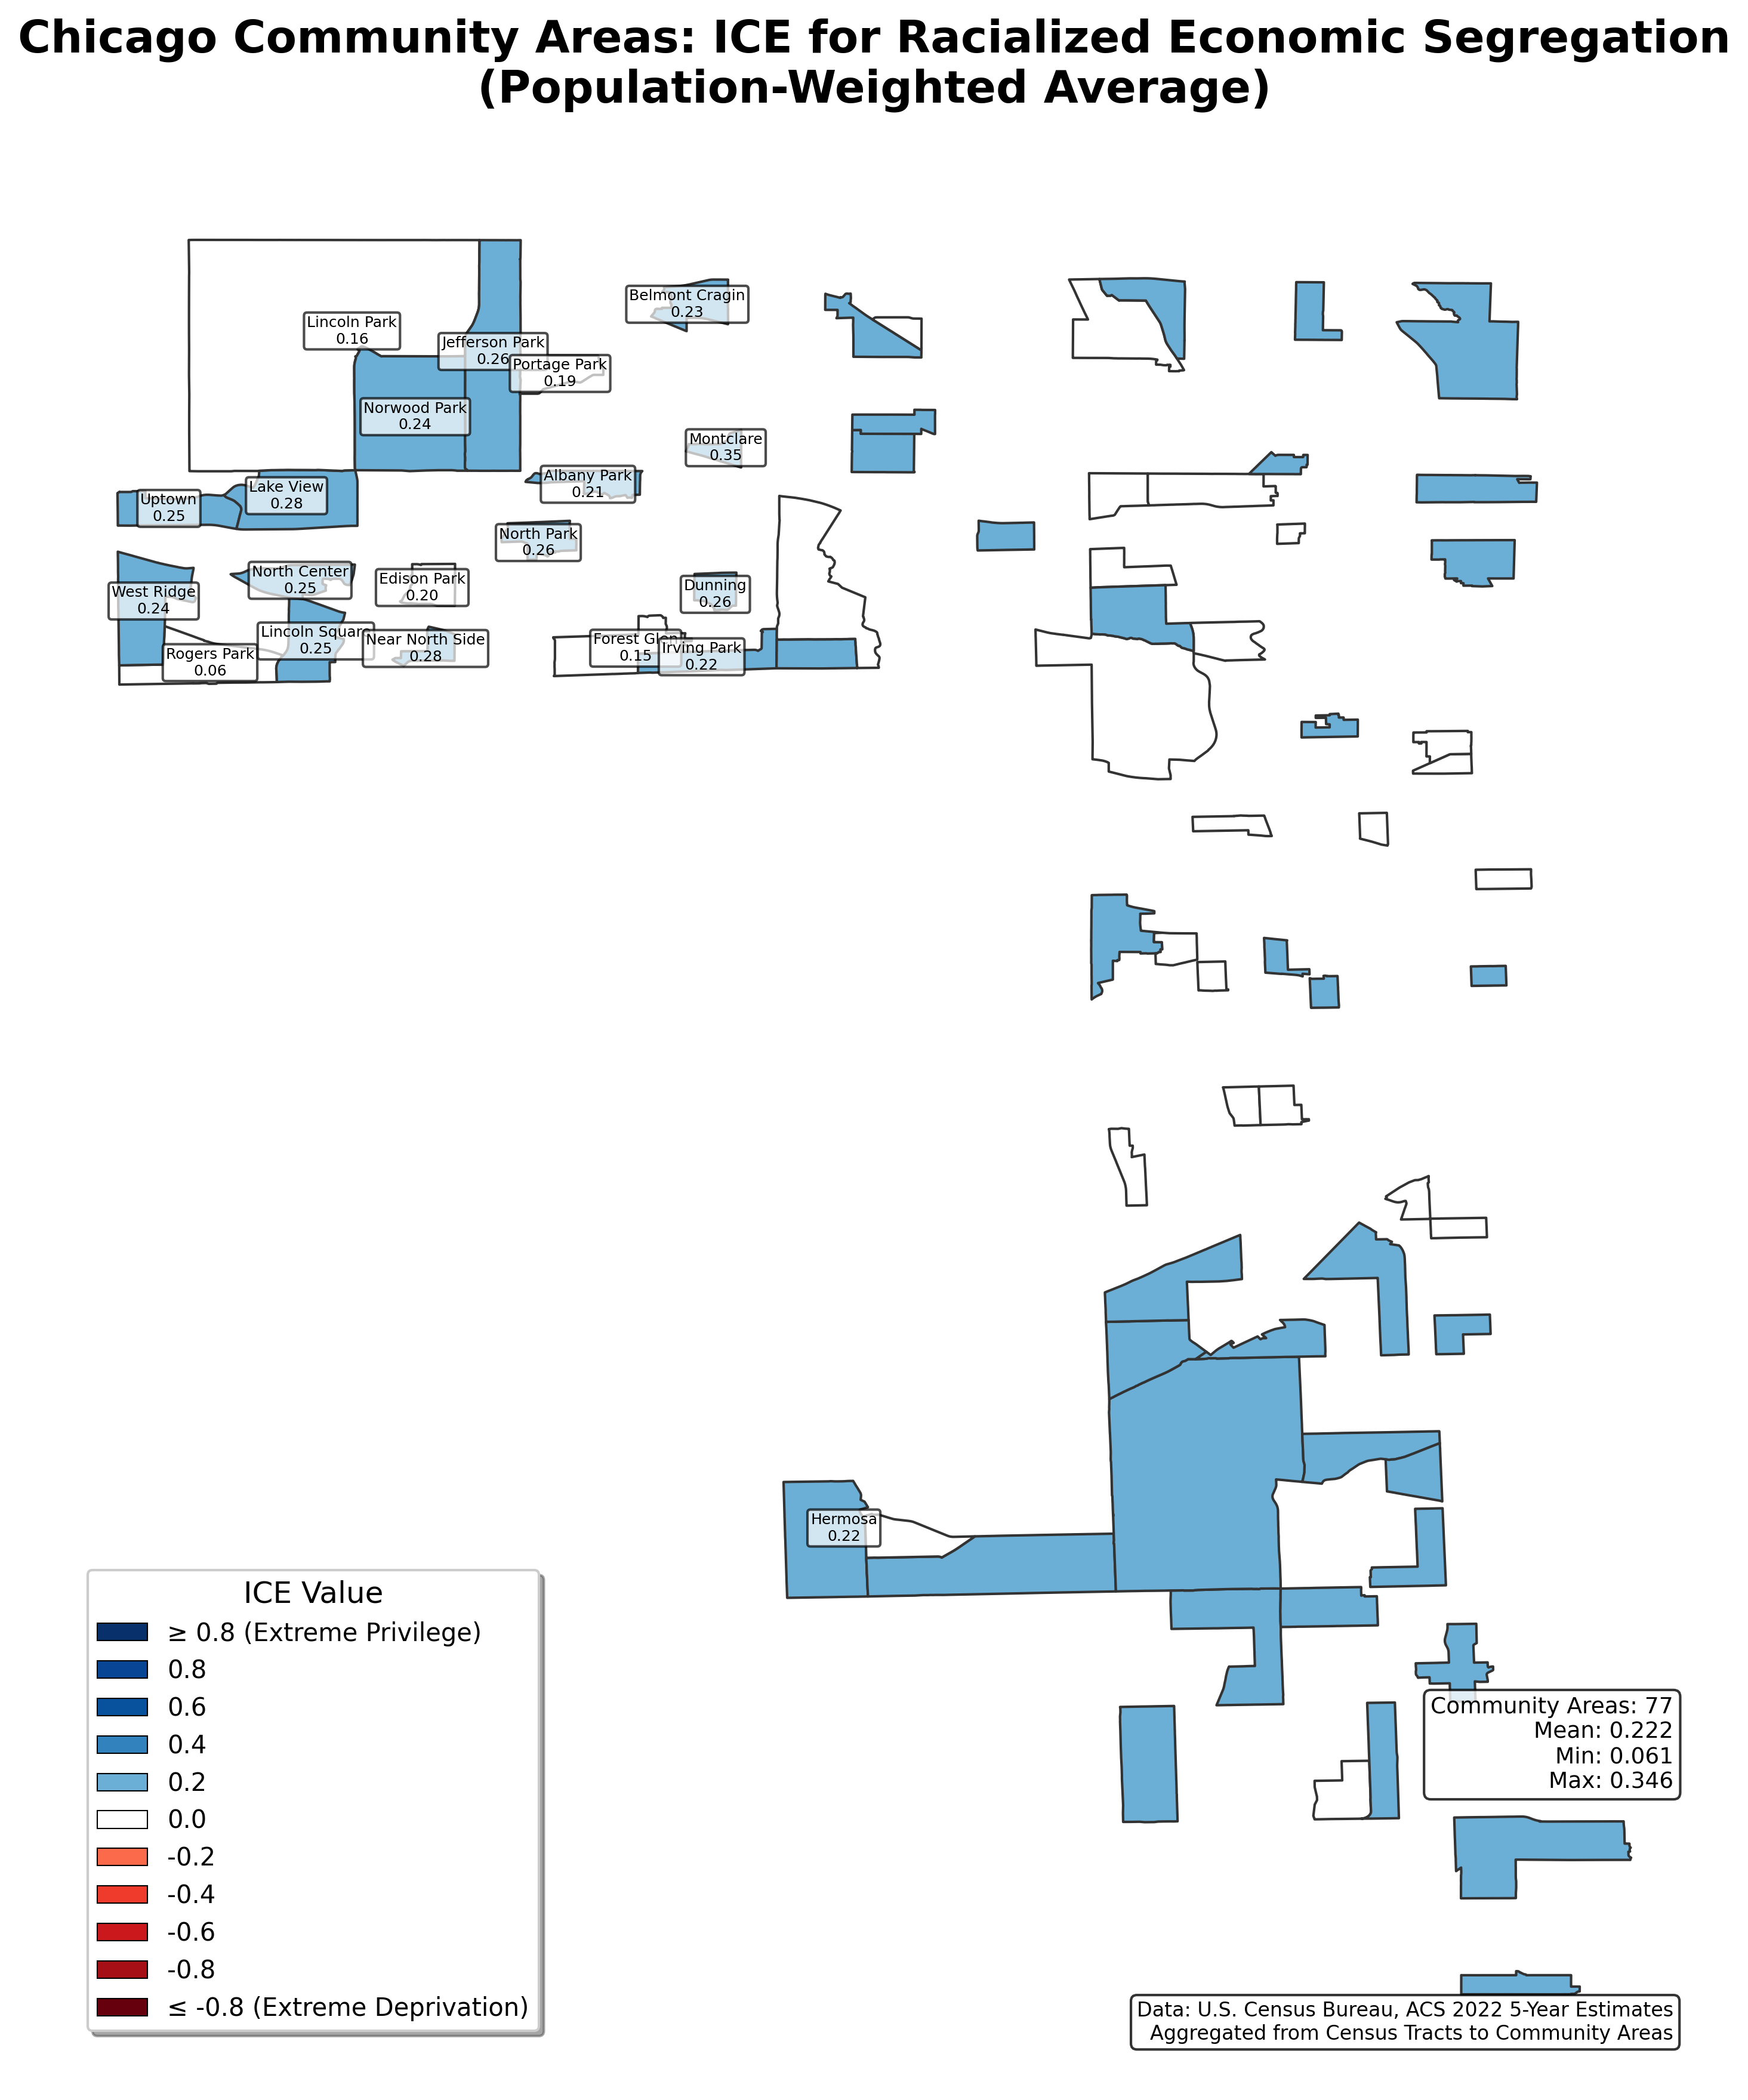 Chicago Community Areas: ICE for Racialized Economic Segregation
(Population-Weighted Average)
Belmont Cragin
0.23
Lincoln Park
0.16
Jefferson Park
0.26
Portage Park
0.19
Norwood Park
0.24
Montclare
0.35
Albany Park
0.21
Lake View
0.28
Uptown
0.25
North Park
0.26
North Center
0.25
Edison Park
0.20
Dunning
0.26
West Ridge
0.24
Lincoln Square
0.25
Near North Side
0.28
Forest Glen
0.15
Irving Park
0.22
Rogers Park
0.06
Hermosa
0.22
ICE Value
≥ 0.8 (Extreme Privilege)
0.8
0.6
0.4
0.2
0.0
-0.2
-0.4
-0.6
-0.8
≤ -0.8 (Extreme Deprivation)
Community Areas: 77
Mean: 0.222
Min: 0.061
Max: 0.346
Data: U.S. Census Bureau, ACS 2022 5-Year Estimates
Aggregated from Census Tracts to Community Areas